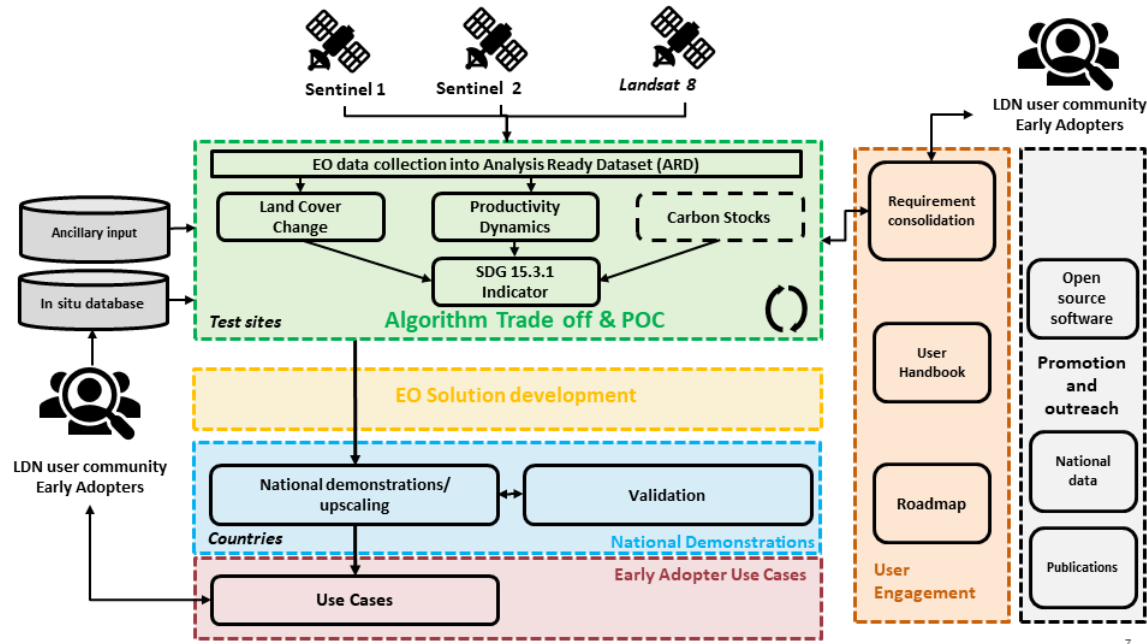 Sentinel 1
Sentinel 2
Landsat 8
LDN user community
Early Adopters
EO data collection into Analysis Ready Dataset (ARD)
Land Cover
Change
Productivity
Dynamics
Carbon Stocks
SDG 15.3.1
Indicator
Test sites
Algorithm Trade off & POC
Ancillary input
In situ database
LDN user community
Early Adopters
EO Solution development
National demonstrations/
upscaling
Validation
Countries
National Demonstrations
Early Adopter Use Cases
Use Cases
Requirement
consolidation
User
Handbook
Roadmap
User
Engagement
Open
source
software
Promotion
and
outreach
National
data
Publications